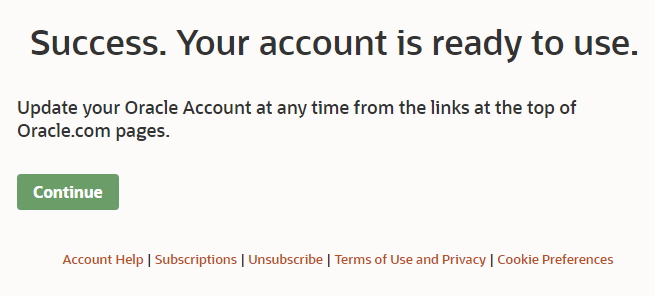 Success. Your account is ready to use.
Update your Oracle Account at any time from the links at the top of
Oracle.com pages.
Continue
Account Help | Subscriptions | Unsubscribe | Terms of Use and Privacy | Cookie Preferences